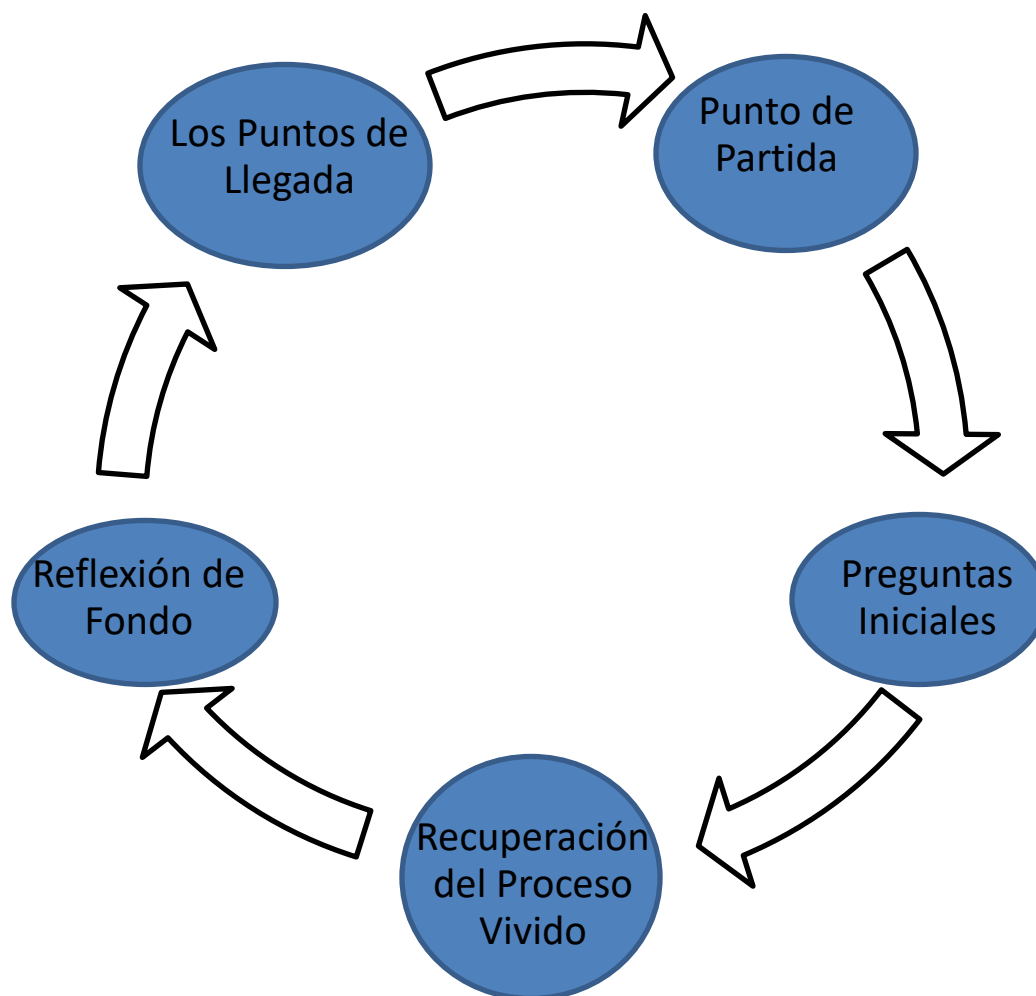 Los Puntos de
Llegada
Punto de
Partida
Preguntas
Iniciales
Recuperación
del Proceso
Vivido
Reflexión de
Fondo